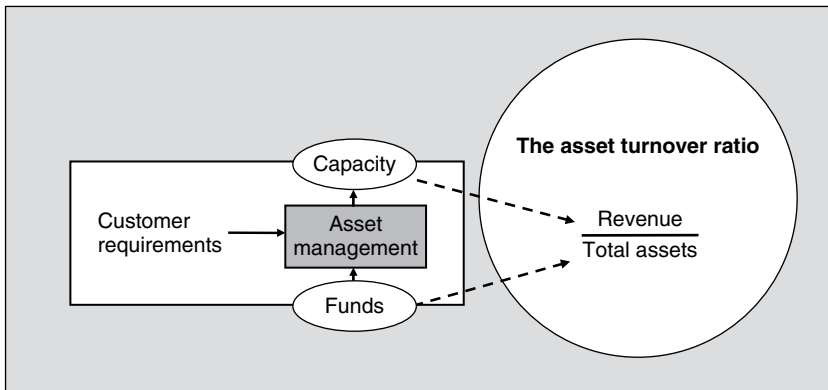 Capacity
Customer
requirements
Asset
management
Funds
The asset turnover ratio
Revenue
Total assets